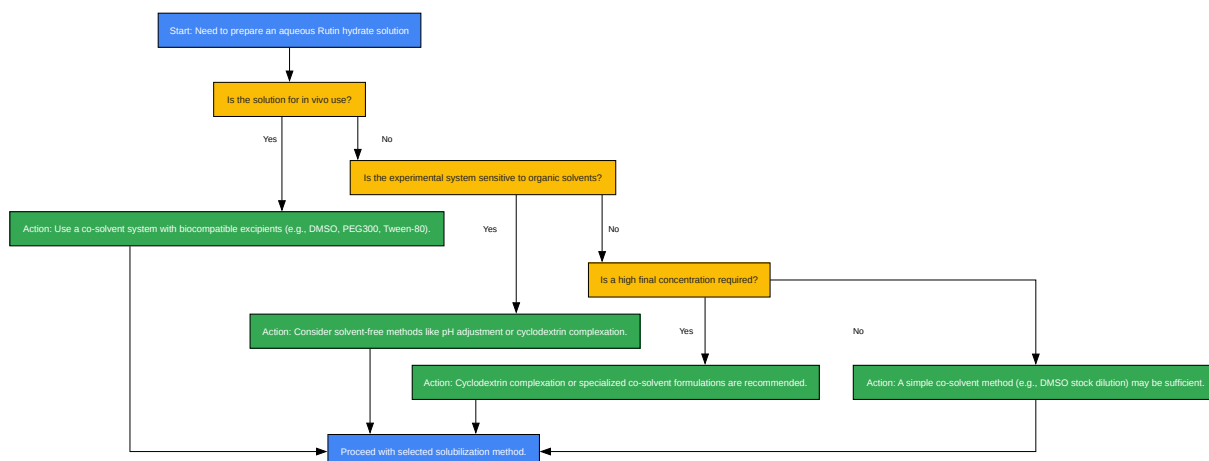 Start: Need to prepare an aqueous Rutin hydrate solution
Is the solution for in vivo use?
Yes
No
Is the experimental system sensitive to organic solvents?
Action: Use a co-solvent system with biocompatible excipients (e.g., DMSO, PEG300, Tween-80).
Yes
No
Is a high final concentration required?
Action: Consider solvent-free methods like pH adjustment or cyclodextrin complexation.
Yes
No
Action: Cyclodextrin complexation or specialized co-solvent formulations are recommended.
Action: A simple co-solvent method (e.g., DMSO stock dilution) may be sufficient.
Proceed with selected solubilization method.